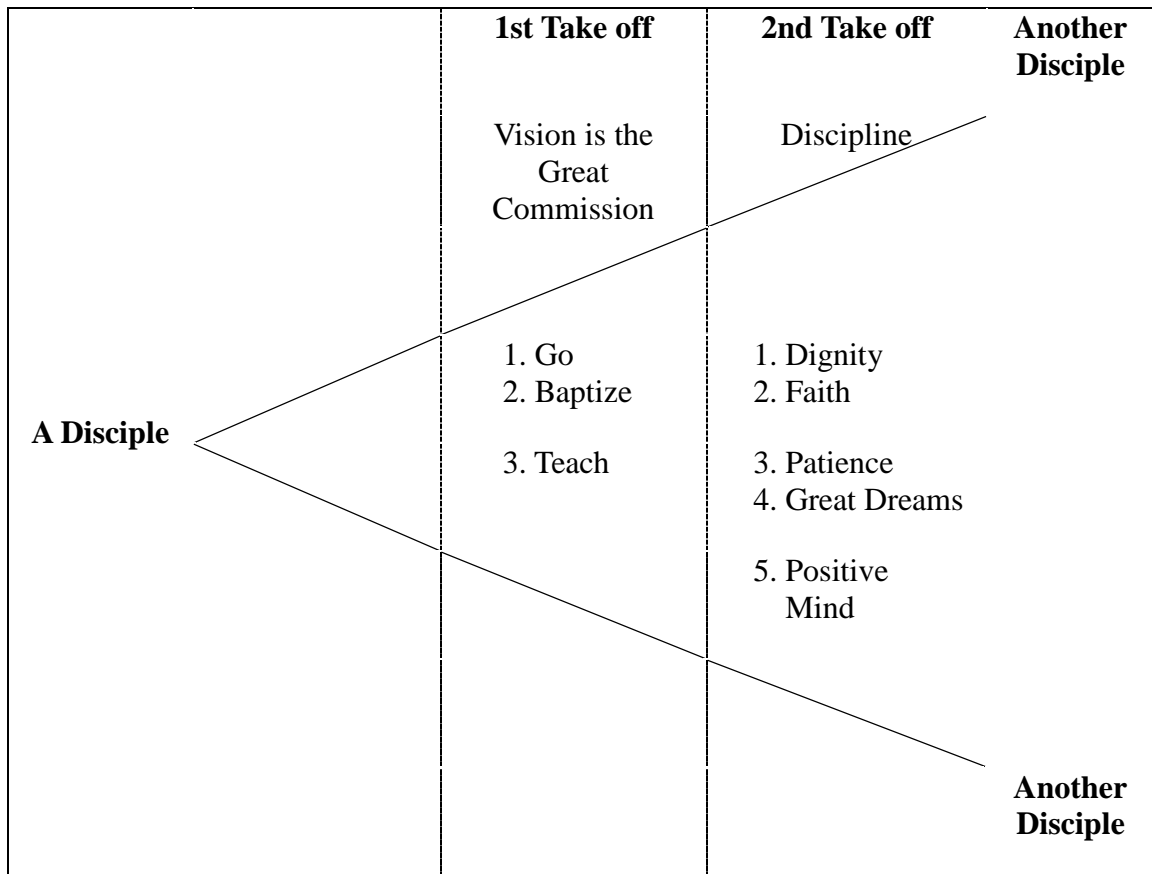 1st Take off
2nd Take off
Another
Disciple
Vision is the
Great
Commission
Discipline
1. Go
2. Baptize
3. Teach
1. Dignity
2. Faith
3. Patience
4. Great Dreams
5. Positive
Mind
A Disciple
Another
Disciple